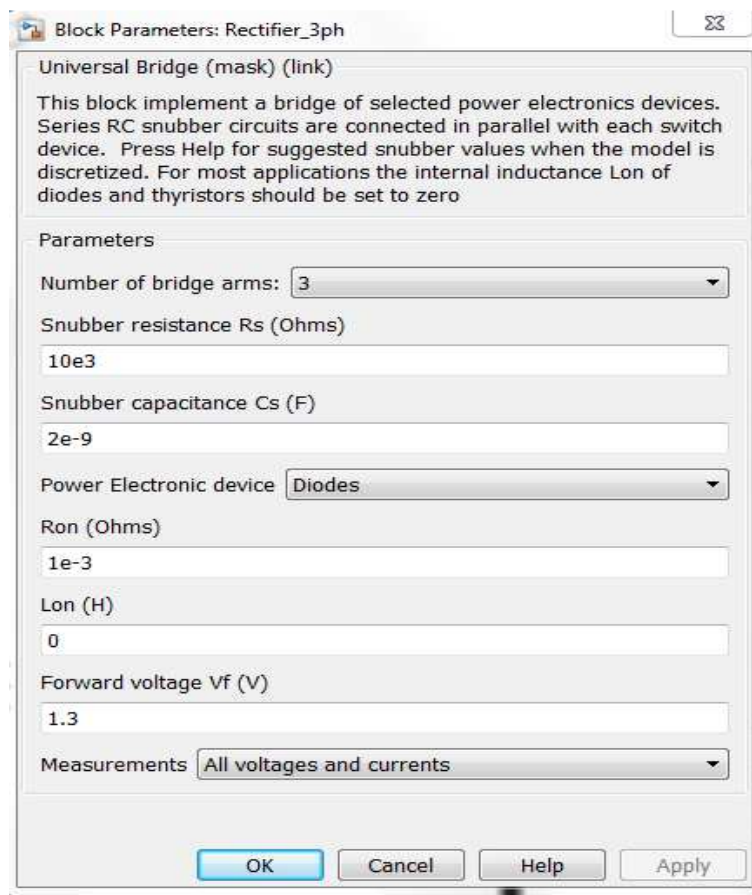 Block Parameters: Rectifier_3ph
Universal Bridge (mask) (link)
This block implement a bridge of selected power electronics devices.
Series RC snubber circuits are connected in parallel with each switch
device. Press Help for suggested snubber values when the model is
discretized. For most applications the internal inductance Lon of
diodes and thyristors should be set to zero
Parameters
Number of bridge arms: 3
Snubber resistance Rs (Ohms)
10e3
Snubber capacitance Cs (F)
2e-9
Power Electronic device Diodes
Ron (Ohms)
1e-3
Lon (H)
0
Forward voltage Vf (V)
1.3
Measurements All voltages and currents
OK Cancel Help Apply